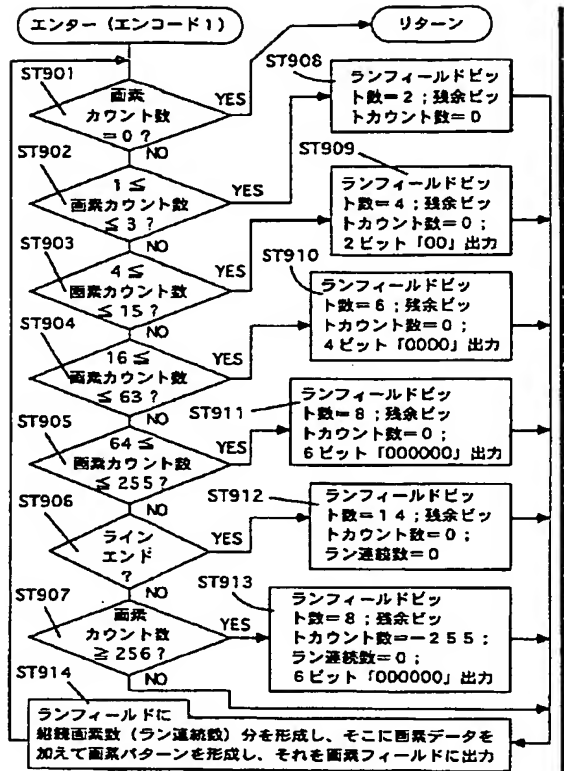 エンター（エンコード1）
リターン
ST901
画素
カウント数
＝0？
YES
NO
ST908
ランフィールドビッ
ト数＝2；残余ビッ
トカウント数＝0
ST902
1≦
画素カウント数
≦3？
YES
NO
ST909
ランフィールドビッ
ト数＝4；残余ビッ
トカウント数＝0；
2ビット「00」出力
ST903
4≦
画素カウント数
≦15？
YES
NO
ST910
ランフィールドビッ
ト数＝6；残余ビッ
トカウント数＝0；
4ビット「0000」出力
ST904
16≦
画素カウント数
≦63？
YES
NO
ST911
ランフィールドビッ
ト数＝8；残余ビッ
トカウント数＝0；
6ビット「000000」出力
ST905
64≦
画素カウント数
≦255？
YES
NO
ST912
ランフィールドビッ
ト数＝14；残余ビッ
トカウント数＝0；
ラン連続数＝0
ST906
ライン
エンド
？
YES
NO
ST913
ランフィールドビッ
ト数＝8；残余ビッ
トカウント数＝－255；
ラン連続数＝0；
6ビット「000000」出力
ST907
画素
カウント数
≧256？
YES
NO
ST914
ランフィールドに
継続画素数（ラン連続数）分を形成し、そこに画素データを
加えて画素パターンを形成し、それを画素フィールドに出力